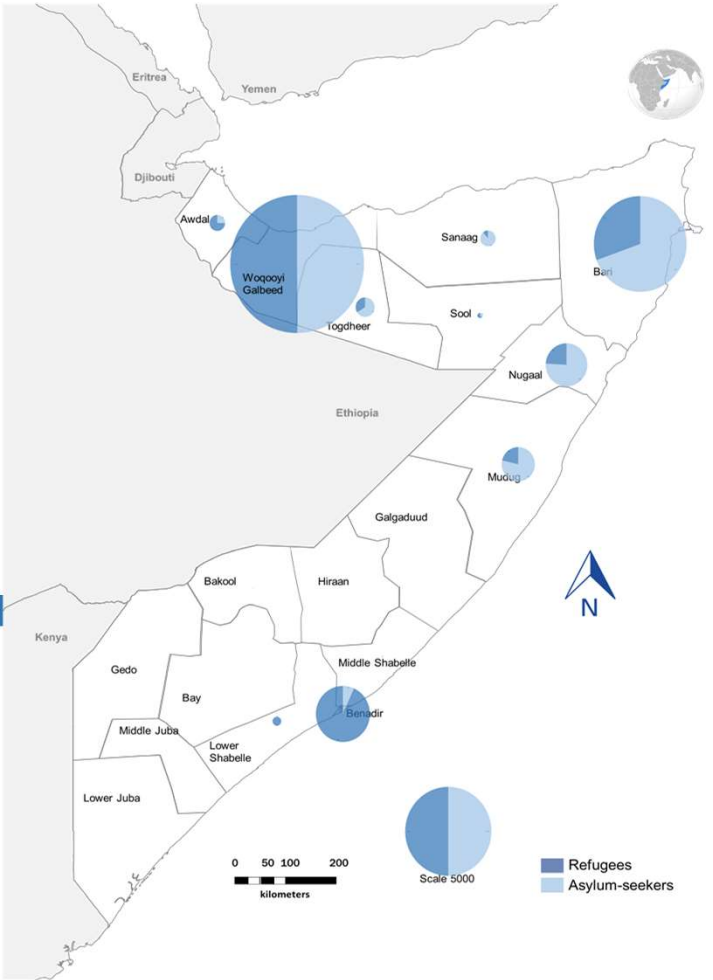 Eritrea
Yemen
Djibouti
Awdal
Sanaag
Bari
Woqooyi
Galbeed
Togdheer
Sool
Nugaal
Ethiopia
Mudug
Galgaduud
Bakool
Hiraan
N
Kenya
Middle Shabelle
Gedo
Bay
Benadir
Middle Juba
Lower
Shabelle
Lower Juba
0 50 100 200
kilometers
Scale 5000
Refugees
Asylum-seekers